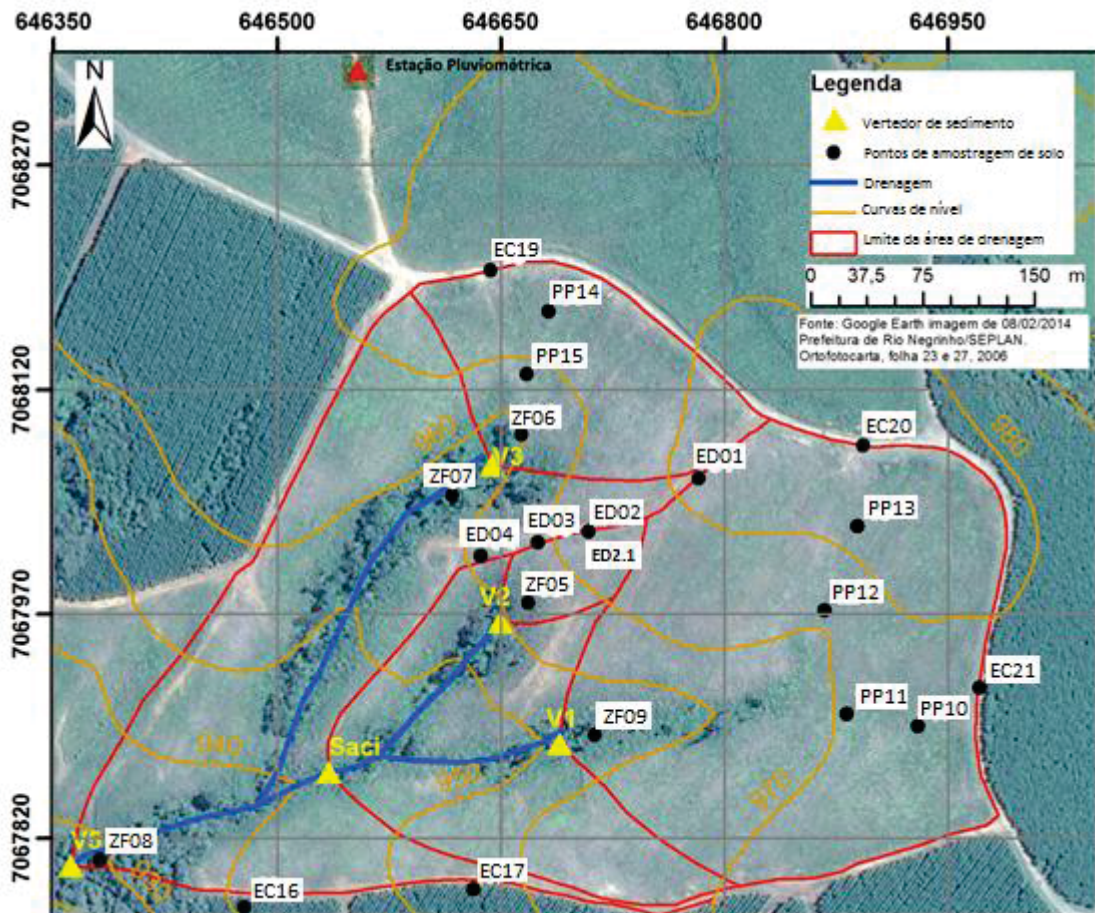 646350 646500 646650 646800 646950
Estação Pluviométrica
N
Legenda
Vertedor de sedimento
Pontos de amostragem de solo
Drenagem
Curvas de nível
Lmite da área de drenagem
0 37,5 75 150 m
Fonte: Google Earth imagem de 08/02/2014
Prefeitura de Rio Negrinho/SEPLAN.
Ortofotocarta, folha 23 e 27, 2006
7068270
EC19
PP14
PP15
7068120
960
ZF06
EC20
980
V3
ED01
ZF07
PP13
ED03
ED02
ED04
ED2.1
ZF05
V2
PP12
7067970
EC21
PP11
PP10
V1
ZF09
940
Saci
950
970
7067820
V5
ZF08
EC17
EC16